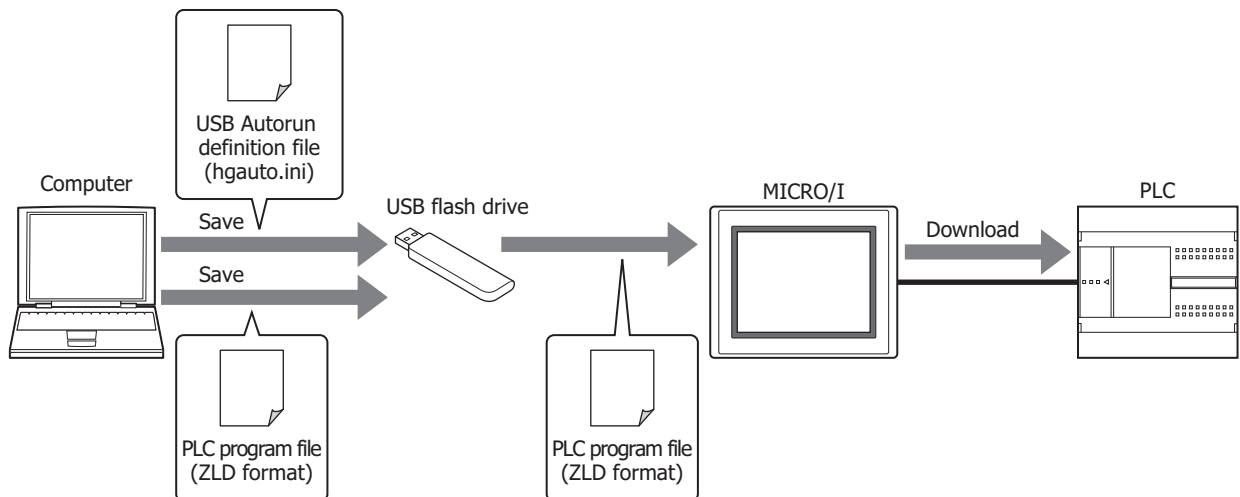 USB Autorun
definition file
(hgauto.ini)
Computer
Save
USB flash drive
MICRO/I
PLC
Download
Save
PLC program file
(ZLD format)
PLC program file
(ZLD format)